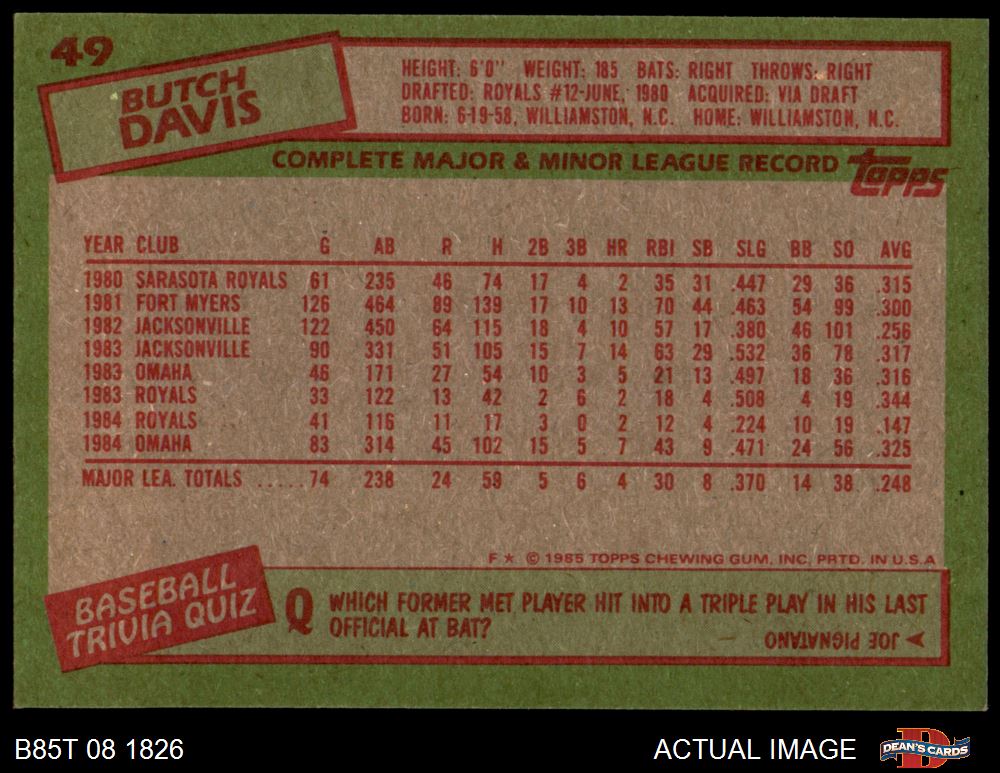 49
BUTCH
DAVIS
HEIGHT: 6'0" WEIGHT: 185 BATS: RIGHT THROWS: RIGHT
DRAFTED: ROYALS #12-JUNE, 1980 ACQUIRED: VIA DRAFT
BORN: 6-19-58, WILLIAMSTON, N.C. HOME: WILLIAMSTON, N.C.
COMPLETE MAJOR & MINOR LEAGUE RECORD topps
YEAR CLUB G AB R H 2B 3B HR RBI SB SLG BB SO AVG
1980 SARASOTA ROYALS 61 235 46 74 17 4 2 35 31 .447 29 36 .315
1981 FORT MYERS 126 464 89 139 17 10 13 70 44 .463 54 99 .300
1982 JACKSONVILLE 122 450 64 115 18 4 10 57 17 .380 46 101 .256
1983 JACKSONVILLE 90 331 51 105 15 7 14 63 29 .532 36 78 .317
1983 OMAHA 46 171 27 54 10 3 5 21 13 .497 18 36 .316
1983 ROYALS 33 122 13 42 2 6 2 18 4 .508 4 19 .344
1984 ROYALS 41 116 11 17 3 0 2 12 4 .224 10 19 .147
1984 OMAHA 83 314 45 102 15 5 7 43 9 .471 24 56 .325
MAJOR LEA. TOTALS .....74 238 24 59 5 6 4 30 8 .370 14 38 .248
F★ © 1985 TOPPS CHEWING GUM, INC. PRTD. IN U.S.A.
BASEBALL
TRIVIA QUIZ
Q WHICH FORMER MET PLAYER HIT INTO A TRIPLE PLAY IN HIS LAST
OFFICIAL AT BAT?
JOE PIGNATANO
B85T 08 1826
ACTUAL IMAGE
D
DEAN'S CARDS